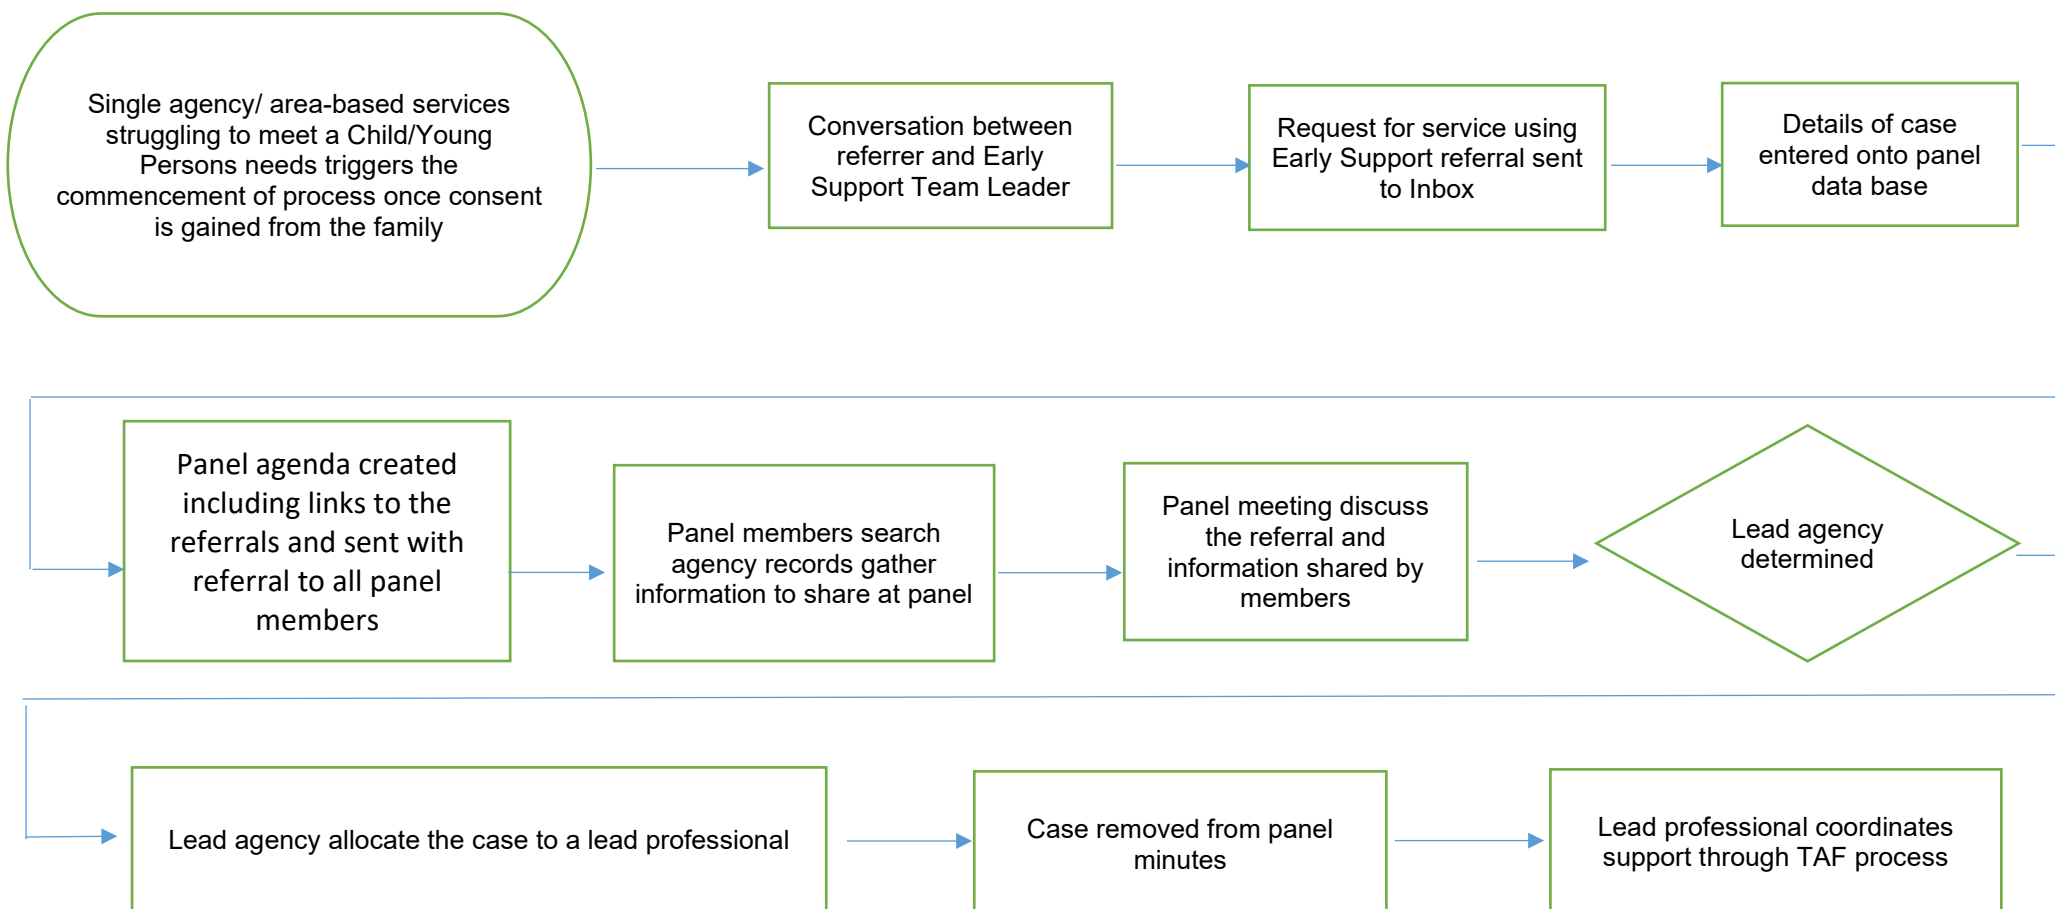 Single agency/ area-based services
struggling to meet a Child/Young
Persons needs triggers the
commencement of process once consent
is gained from the family
Conversation between
referrer and Early
Support Team Leader
Request for service using
Early Support referral sent
to Inbox
Details of case
entered onto panel
data base
Panel agenda created
including links to the
referrals and sent with
referral to all panel
members
Panel members search
agency records gather
information to share at panel
Panel meeting discuss
the referral and
information shared by
members
Lead agency
determined
Lead agency allocate the case to a lead professional
Case removed from panel
minutes
Lead professional coordinates
support through TAF process